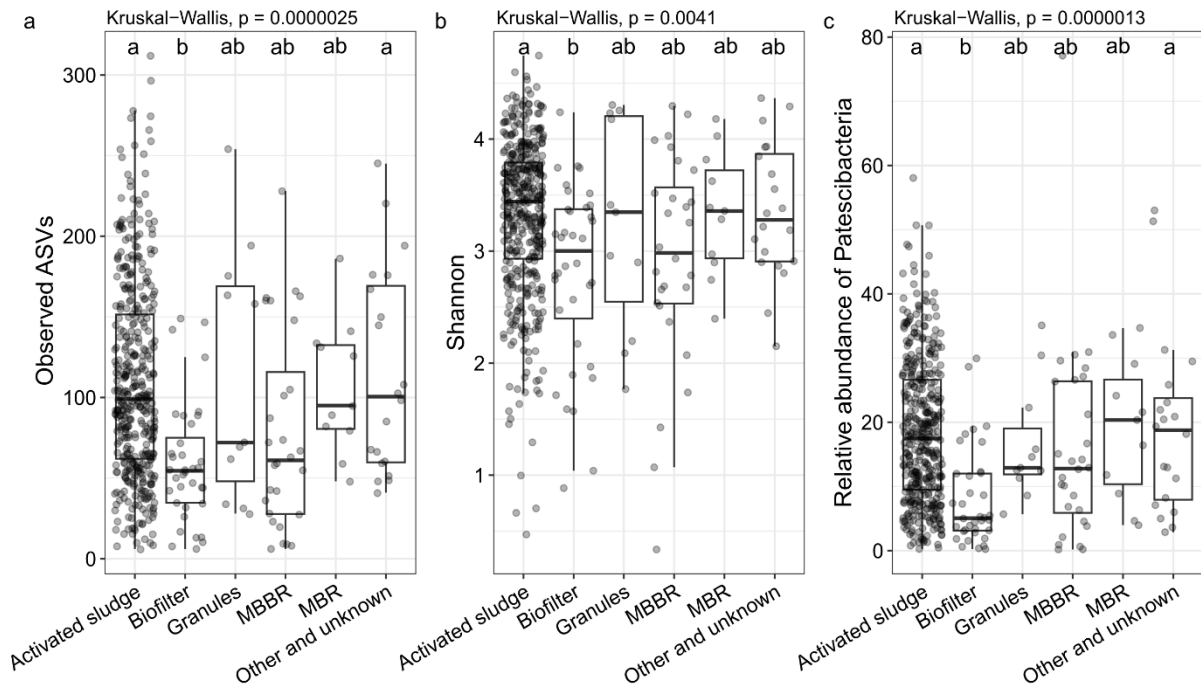 a
Kruskal−Wallis, p = 0.0000025
a b ab ab ab a
Observed ASVs
300
200
100
0
Activated sludge
Biofilter
Granules
MBBR
MBR
Other and unknown
b
Kruskal−Wallis, p = 0.0041
a b ab ab ab ab
Shannon
4
3
2
1
Activated sludge
Biofilter
Granules
MBBR
MBR
Other and unknown
c
Kruskal−Wallis, p = 0.0000013
a b ab ab ab a
Relative abundance of Patescibacteria
80
60
40
20
0
Activated sludge
Biofilter
Granules
MBBR
MBR
Other and unknown